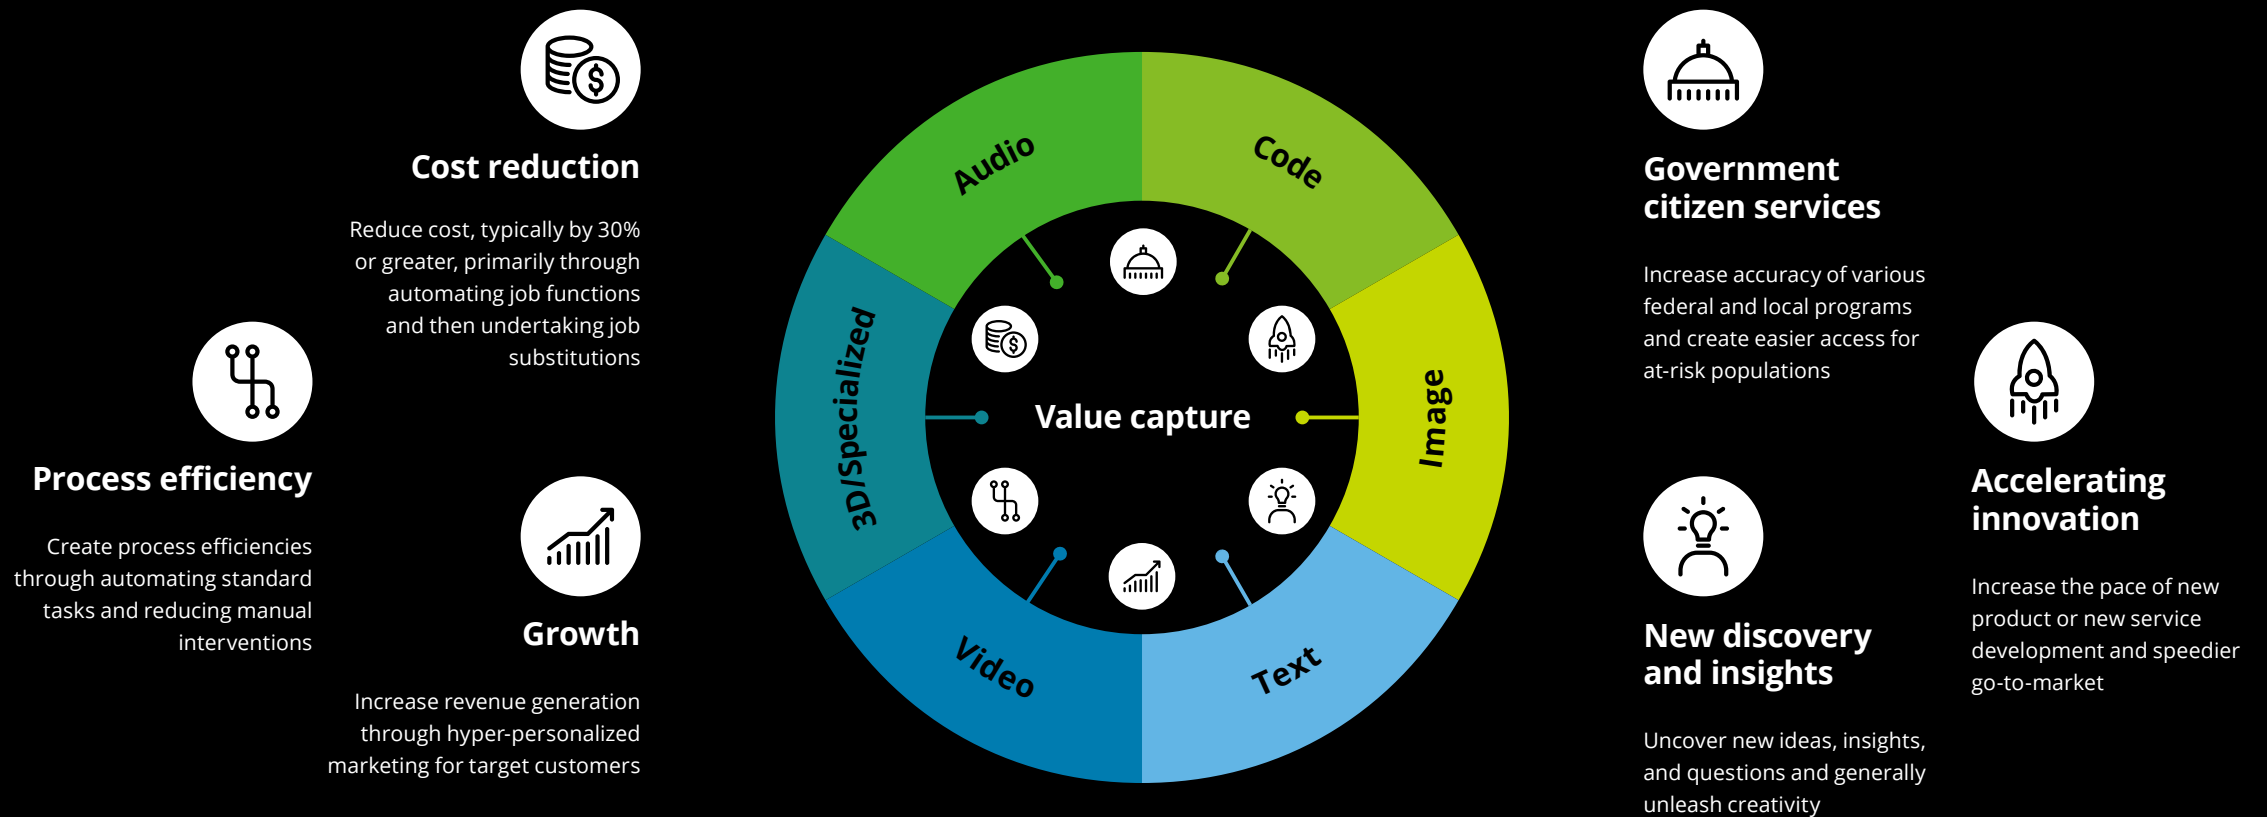 Cost reduction
Reduce cost, typically by 30%
or greater, primarily through
automating job functions
and then undertaking job
substitutions
Process efficiency
Create process efficiencies
through automating standard
tasks and reducing manual
interventions
Growth
Increase revenue generation
through hyper-personalized
marketing for target customers
Audio
Code
Image
Text
Video
3D/Specialized
Value capture
Government
citizen services
Increase accuracy of various
federal and local programs
and create easier access for
at-risk populations
Accelerating
innovation
Increase the pace of new
product or new service
development and speedier
go-to-market
New discovery
and insights
Uncover new ideas, insights,
and questions and generally
unleash creativity